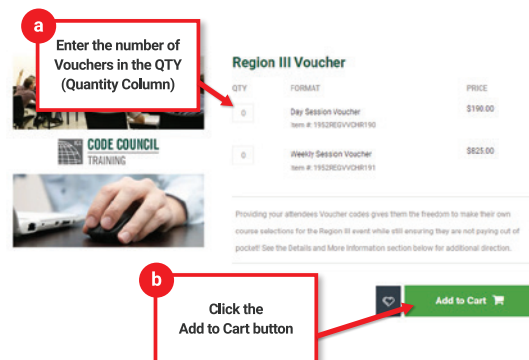 a
Enter the number of
Vouchers in the QTY
(Quantity Column)
Region III Voucher
QTY FORMAT PRICE
0 Day Session Voucher $190.00
Item #: 1952REGVVCHR190
0 Weekly Session Voucher $825.00
Item #: 1952REGVVCHR191
CODE COUNCIL
TRAINING
Providing your attendees Voucher codes gives them the freedom to make their own
course selections for the Region III event while still ensuring they are not paying out of
pocket! See the Details and More Information section below for additional direction.
b
Click the
Add to Cart button
Add to Cart